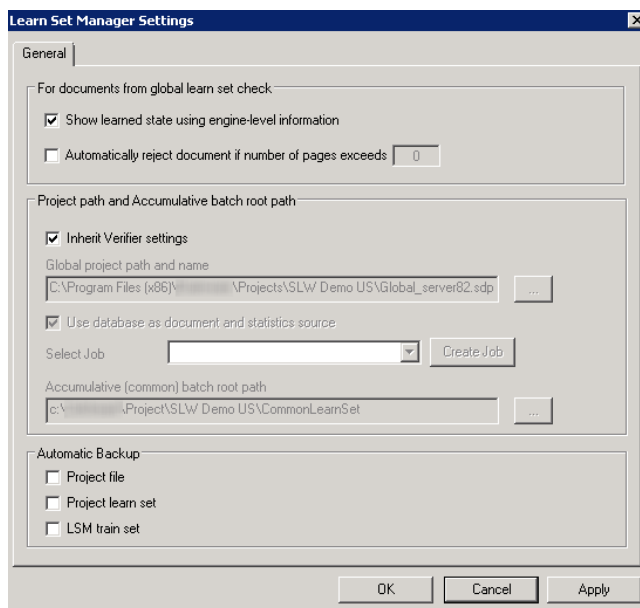 Learn Set Manager Settings
General
For documents from global learn set check
Show learned state using engine-level information
Automatically reject document if number of pages exceeds 0
Project path and Accumulative batch root path
Inherit Verifier settings
Global project path and name
C:\Program Files (x86)\ \Projects\SLW Demo US\Global_server82.sdp ...
Use database as document and statistics source
Select Job Create Job
Accumulative (common) batch root path
c:\ \Project\SLW Demo US\CommonLearnSet ...
Automatic Backup
Project file
Project learn set
LSM train set
OK Cancel Apply